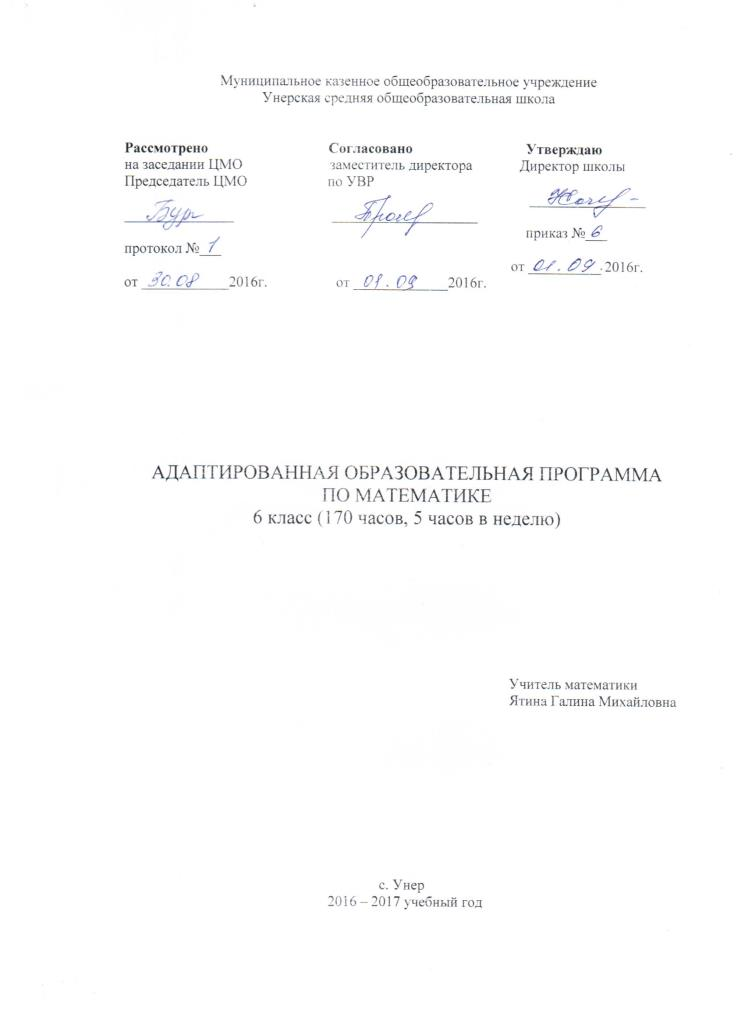 Муниципальное казенное общеобразовательное учреждение
Унерская средняя общеобразовательная школа
Рассмотрено
на заседании ЦМО
Председатель ЦМО
протокол № 1
от 30.08 2016г.
Согласовано
заместитель директора
по УВР
от 01.09 2016г.
Утверждаю
Директор школы
приказ № 6
от 01.09.2016г.
АДАПТИРОВАННАЯ ОБРАЗОВАТЕЛЬНАЯ ПРОГРАММА
ПО МАТЕМАТИКЕ
6 класс (170 часов, 5 часов в неделю)
Учитель математики
Ятина Галина Михайловна
с. Унер
2016 – 2017 учебный год